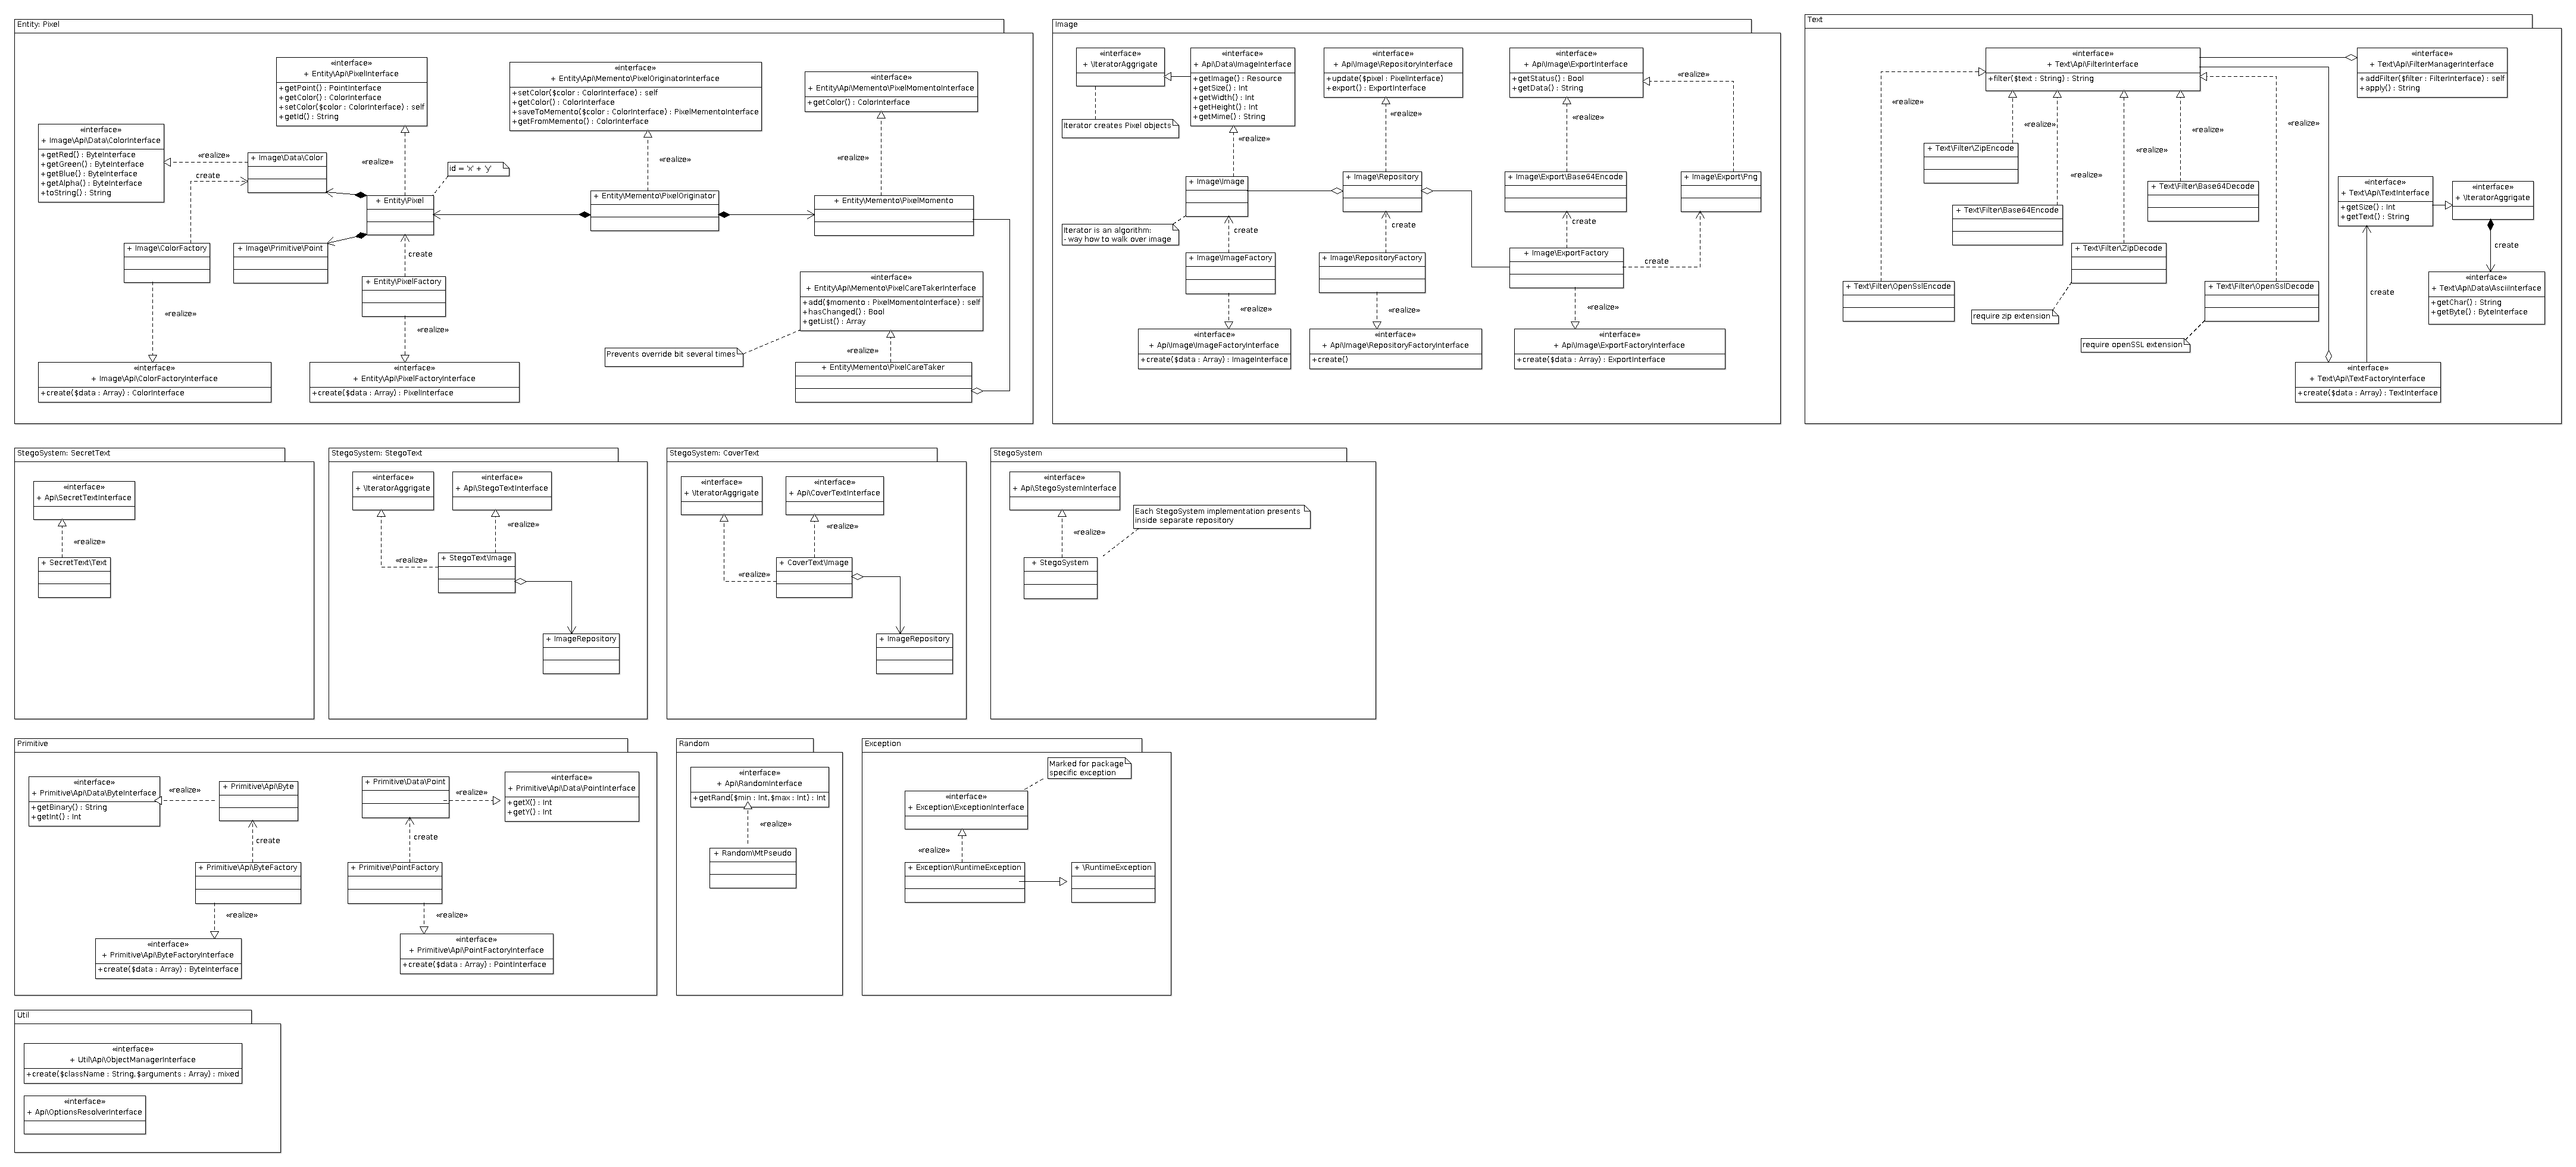 Entity: Pixel
«interface»
+ Entity\Api\PixelInterface
+getPoint() : PointInterface
+getColor() : ColorInterface
+setColor($color : ColorInterface) : self
+getId() : String
«interface»
+ Entity\Api\Memento\PixelOriginatorInterface
+setColor($color : ColorInterface) : self
+getColor() : ColorInterface
+saveToMemento($color : ColorInterface) : PixelMementoInterface
+getFromMemento() : ColorInterface
«interface»
+ Entity\Api\Memento\PixelMomentoInterface
+getColor() : ColorInterface
«interface»
+ Image\Api\Data\ColorInterface
+getRed() : ByteInterface
+getGreen() : ByteInterface
+getBlue() : ByteInterface
+getAlpha() : ByteInterface
+toString() : String
«realize»
+ Image\Data\Color
create
«realize»
id = 'x' + 'y'
«realize»
«realize»
+ Entity\Pixel
+ Entity\Memento\PixelOriginator
+ Entity\Memento\PixelMomento
+ Image\ColorFactory
+ Image\Primitive\Point
create
+ Entity\PixelFactory
«interface»
+ Entity\Api\Memento\PixelCareTakerInterface
+add($momento : PixelMomentoInterface) : self
+hasChanged() : Bool
+getList() : Array
«realize»
«realize»
Prevents override bit several times
«realize»
+ Entity\Memento\PixelCareTaker
«interface»
+ Image\Api\ColorFactoryInterface
+create($data : Array) : ColorInterface
«interface»
+ Entity\Api\PixelFactoryInterface
+create($data : Array) : PixelInterface
Image
«interface»
+ \IteratorAggregate
«interface»
+ Api\Data\ImageInterface
+getImage() : Resource
+getSize() : Int
+getWidth() : Int
+getHeight() : Int
+getMime() : String
«interface»
+ Api\Image\RepositoryInterface
+update($pixel : PixelInterface)
+export() : ExportInterface
«interface»
+ Api\Image\ExportInterface
+getStatus() : Bool
+getData() : String
«realize»
Iterator creates Pixel objects
«realize»
«realize»
«realize»
+ Image\Image
+ Image\Repository
+ Image\Export\Base64Encode
+ Image\Export\Png
Iterator is an algorithm:
- way how to walk over image
create
create
create
+ Image\ImageFactory
+ Image\RepositoryFactory
+ Image\ExportFactory
create
«realize»
«realize»
«realize»
«interface»
+ Api\Image\ImageFactoryInterface
+create($data : Array) : ImageInterface
«interface»
+ Api\Image\RepositoryFactoryInterface
+create()
«interface»
+ Api\Image\ExportFactoryInterface
+create($data : Array) : ExportInterface
Text
«interface»
+ Text\Api\FilterInterface
+filter($text : String) : String
«interface»
+ Text\Api\FilterManagerInterface
+addFilter($filter : FilterInterface) : self
+apply() : String
«realize»
«realize»
«realize»
«realize»
«realize»
«realize»
+ Text\Filter\ZipEncode
+ Text\Filter\Base64Decode
+ Text\Filter\Base64Encode
+ Text\Filter\ZipDecode
+ Text\Filter\OpenSslEncode
+ Text\Filter\OpenSslDecode
require zip extension
require openSSL extension
«interface»
+ Text\Api\TextInterface
+getSize() : Int
+getText() : String
«interface»
+ \IteratorAggregate
create
«interface»
+ Text\Api\Data\AsciiInterface
+getChar() : String
+getByte() : ByteInterface
create
«interface»
+ Text\Api\TextFactoryInterface
+create($data : Array) : TextInterface
StegoSystem: SecretText
«interface»
+ Api\SecretTextInterface
«realize»
+ SecretText\Text
StegoSystem: StegoText
«interface»
+ \IteratorAggregate
«interface»
+ Api\StegoTextInterface
«realize»
«realize»
+ StegoText\Image
+ ImageRepository
StegoSystem: CoverText
«interface»
+ \IteratorAggregate
«interface»
+ Api\CoverTextInterface
«realize»
«realize»
+ CoverText\Image
+ ImageRepository
StegoSystem
«interface»
+ Api\StegoSystemInterface
Each StegoSystem implementation presents
inside separate repository
«realize»
+ StegoSystem
Primitive
«interface»
+ Primitive\Api\Data\ByteInterface
+getBinary() : String
+getInt() : Int
«realize»
+ Primitive\Api\Byte
create
+ Primitive\Api\ByteFactory
«realize»
«interface»
+ Primitive\Api\ByteFactoryInterface
+create($data : Array) : ByteInterface
+ Primitive\Data\Point
«realize»
«interface»
+ Primitive\Api\Data\PointInterface
+getX() : Int
+getY() : Int
create
+ Primitive\PointFactory
«realize»
«interface»
+ Primitive\Api\PointFactoryInterface
+create($data : Array) : PointInterface
Random
«interface»
+ Api\RandomInterface
+getRand($min : Int,$max : Int) : Int
«realize»
+ Random\MtPseudo
Exception
Marked for package
specific exception
«interface»
+ Exception\ExceptionInterface
«realize»
+ Exception\RuntimeException
+ \RuntimeException
Util
«interface»
+ Util\Api\ObjectManagerInterface
+create($className : String,$arguments : Array) : mixed
«interface»
+ Api\OptionsResolverInterface